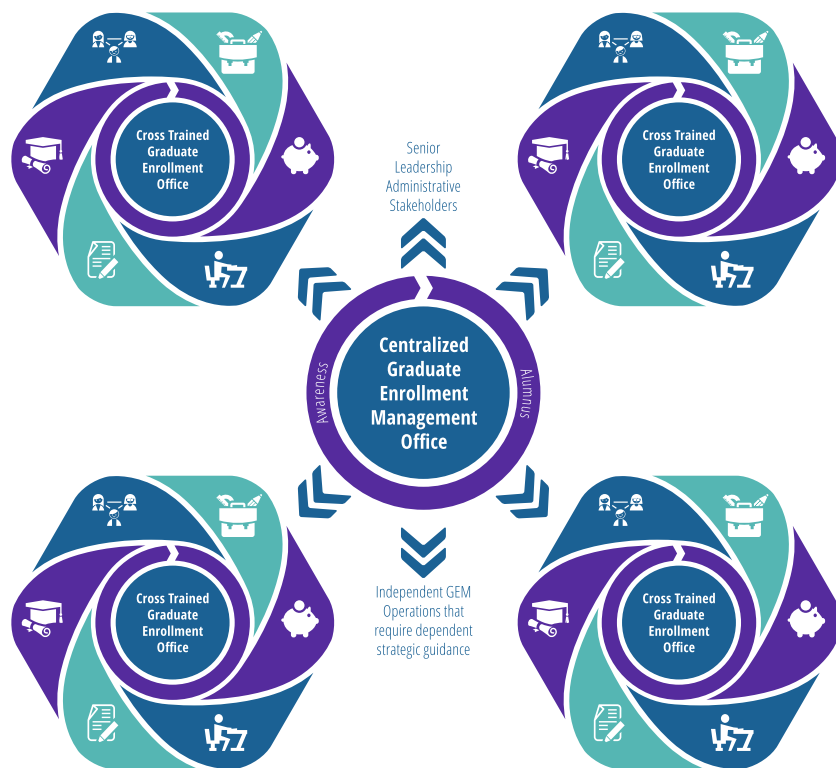 Cross Trained
Graduate
Enrollment
Office
Cross Trained
Graduate
Enrollment
Office
Senior
Leadership
Administrative
Stakeholders
Awareness
Centralized
Graduate
Enrollment
Management
Office
Alumnus
Cross Trained
Graduate
Enrollment
Office
Independent GEM
Operations that
require dependent
strategic guidance
Cross Trained
Graduate
Enrollment
Office